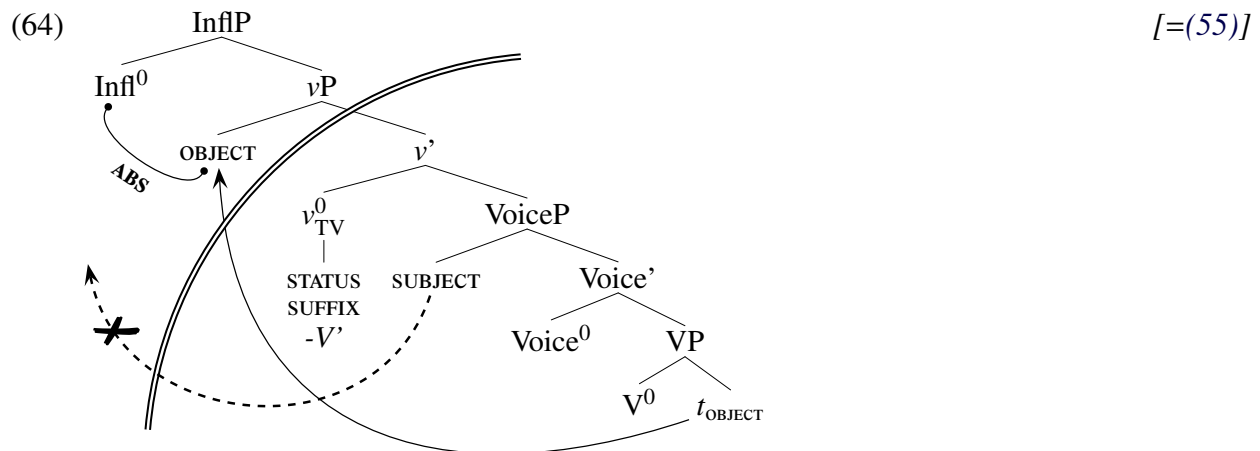 (64) InflP [=(55)]
Infl⁰ vP
OBJECT v’
ABS
v⁰TV VoiceP
STATUS SUFFIX -V’ SUBJECT Voice’
Voice⁰ VP
V⁰ tOBJECT